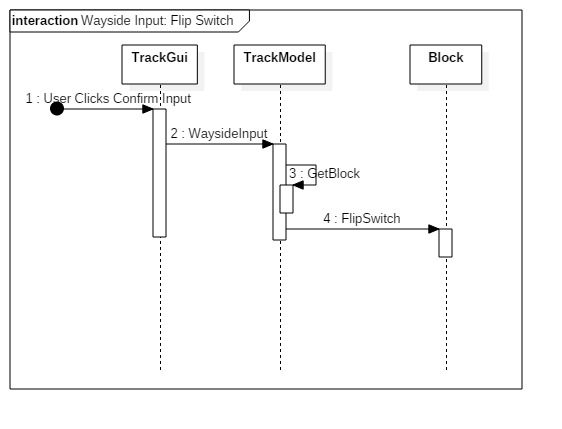 interaction Wayside Input: Flip Switch
TrackGui
TrackModel
Block
1 : User Clicks Confirm Input
2 : WaysideInput
3 : GetBlock
4 : FlipSwitch